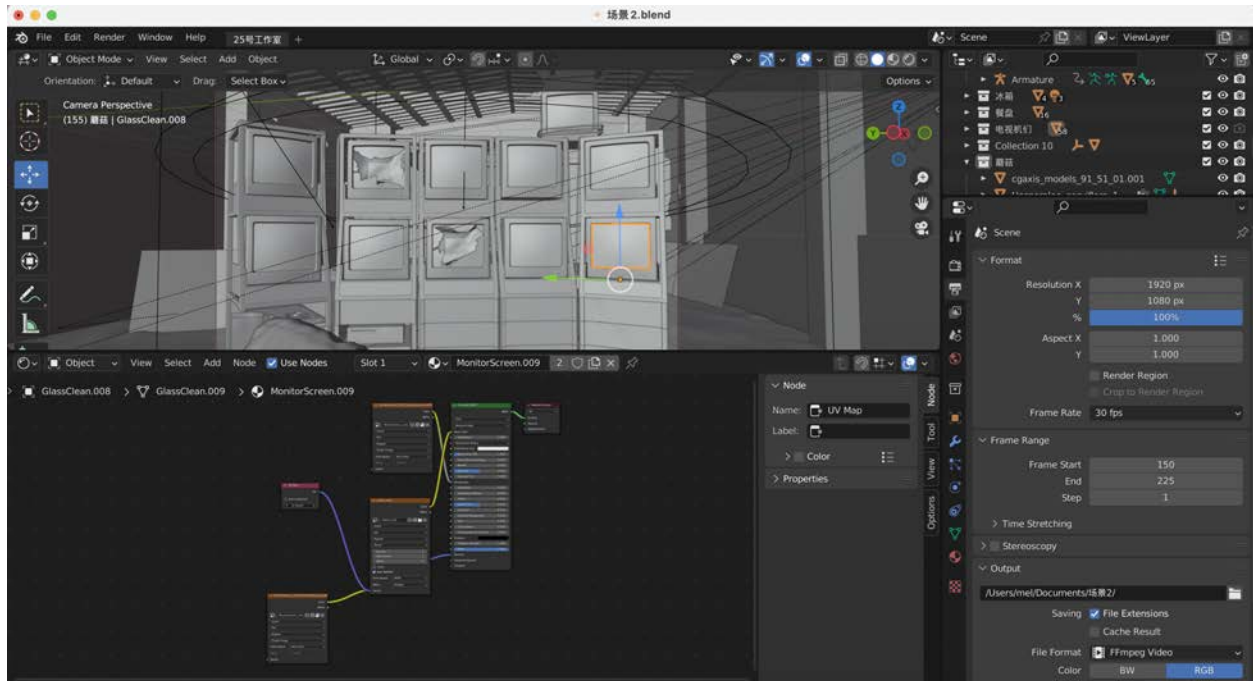 场景2.blend
File Edit Render Window Help 25号工作室 + Scene ViewLayer
Object Mode View Select Add Object Global
Orientation: Default Drag: Select Box Options
Camera Perspective
(155) 蘑菇 | GlassClean.008
Armature
冰箱
餐盘
电视机们
Collection 10
蘑菇
cgaxis_models_91_51_01.001
Scene
Format
Resolution X 1920 px
Y 1080 px
% 100%
Aspect X 1.000
Y 1.000
Render Region
Crop to Render Region
Frame Rate 30 fps
Frame Range
Frame Start 150
End 225
Step 1
Time Stretching
Stereoscopy
Output
/Users/mel/Documents/场景2/
Saving File Extensions
Cache Result
File Format FFmpeg Video
Color BW RGB
Object View Select Add Node Use Nodes Slot 1 MonitorScreen.009 2
GlassClean.008 > GlassClean.009 > MonitorScreen.009
Node
Name: UV Map
Label:
Color
Properties
Node
Tool
View
Options